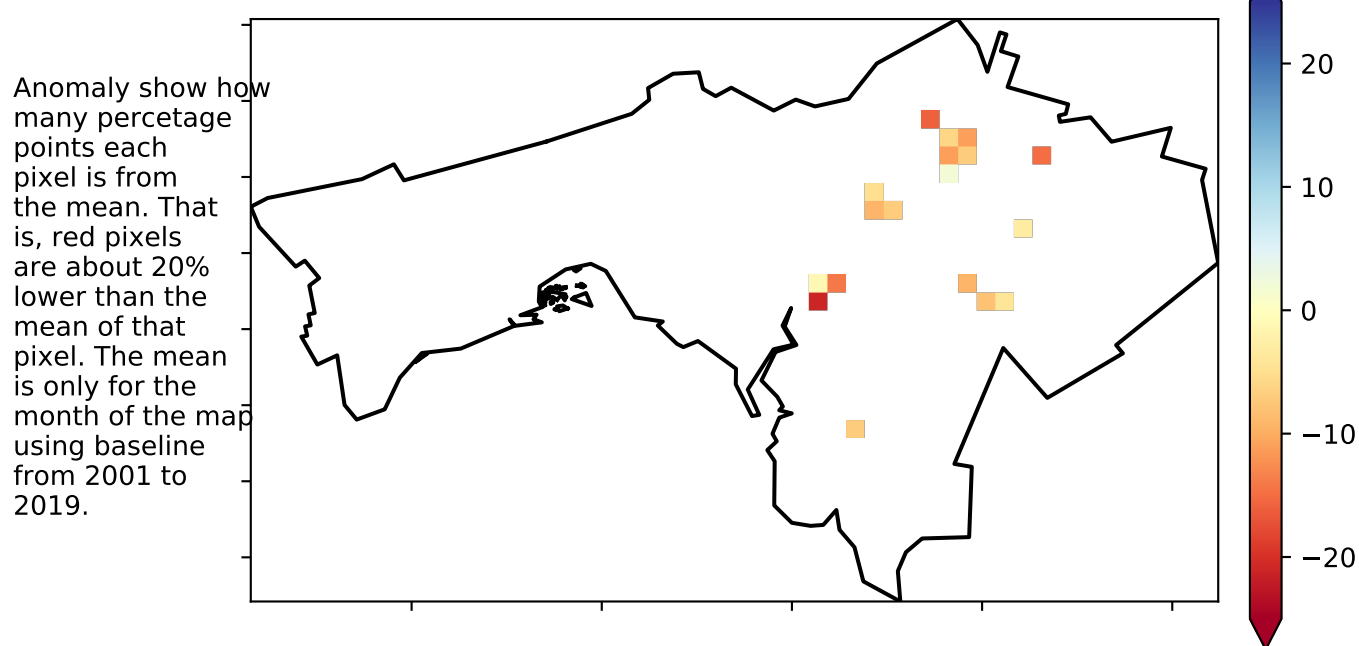 Anomaly show how
many percetage
points each
pixel is from
the mean. That
is, red pixels
are about 20%
lower than the
mean of that
pixel. The mean
is only for the
month of the map
using baseline
from 2001 to
2019.
20
10
0
−10
−20